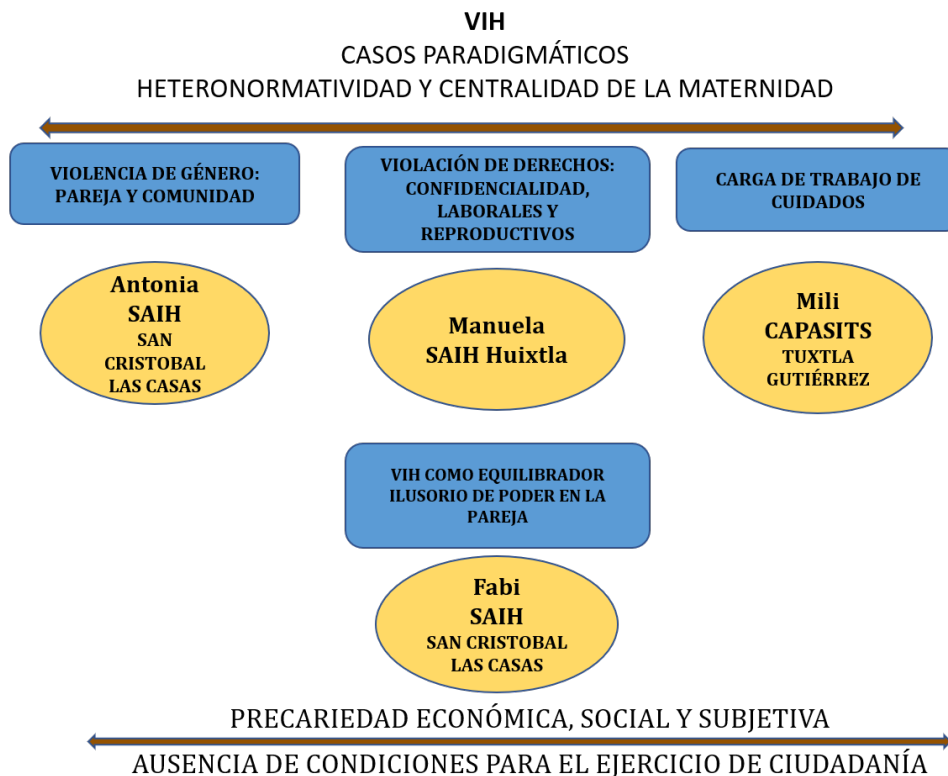 VIH
CASOS PARADIGMÁTICOS
HETERONORMATIVIDAD Y CENTRALIDAD DE LA MATERNIDAD
VIOLENCIA DE GÉNERO:
PAREJA Y COMUNIDAD
VIOLACIÓN DE DERECHOS:
CONFIDENCIALIDAD,
LABORALES Y
REPRODUCTIVOS
CARGA DE TRABAJO DE
CUIDADOS
Antonia
SAIH
SAN
CRISTOBAL
LAS CASAS
Manuela
SAIH Huixtla
Mili
CAPASITS
TUXTLA
GUTIÉRREZ
VIH COMO EQUILIBRADOR
ILUSORIO DE PODER EN LA
PAREJA
Fabi
SAIH
SAN CRISTOBAL
LAS CASAS
PRECARIEDAD ECONÓMICA, SOCIAL Y SUBJETIVA
AUSENCIA DE CONDICIONES PARA EL EJERCICIO DE CIUDADANÍA